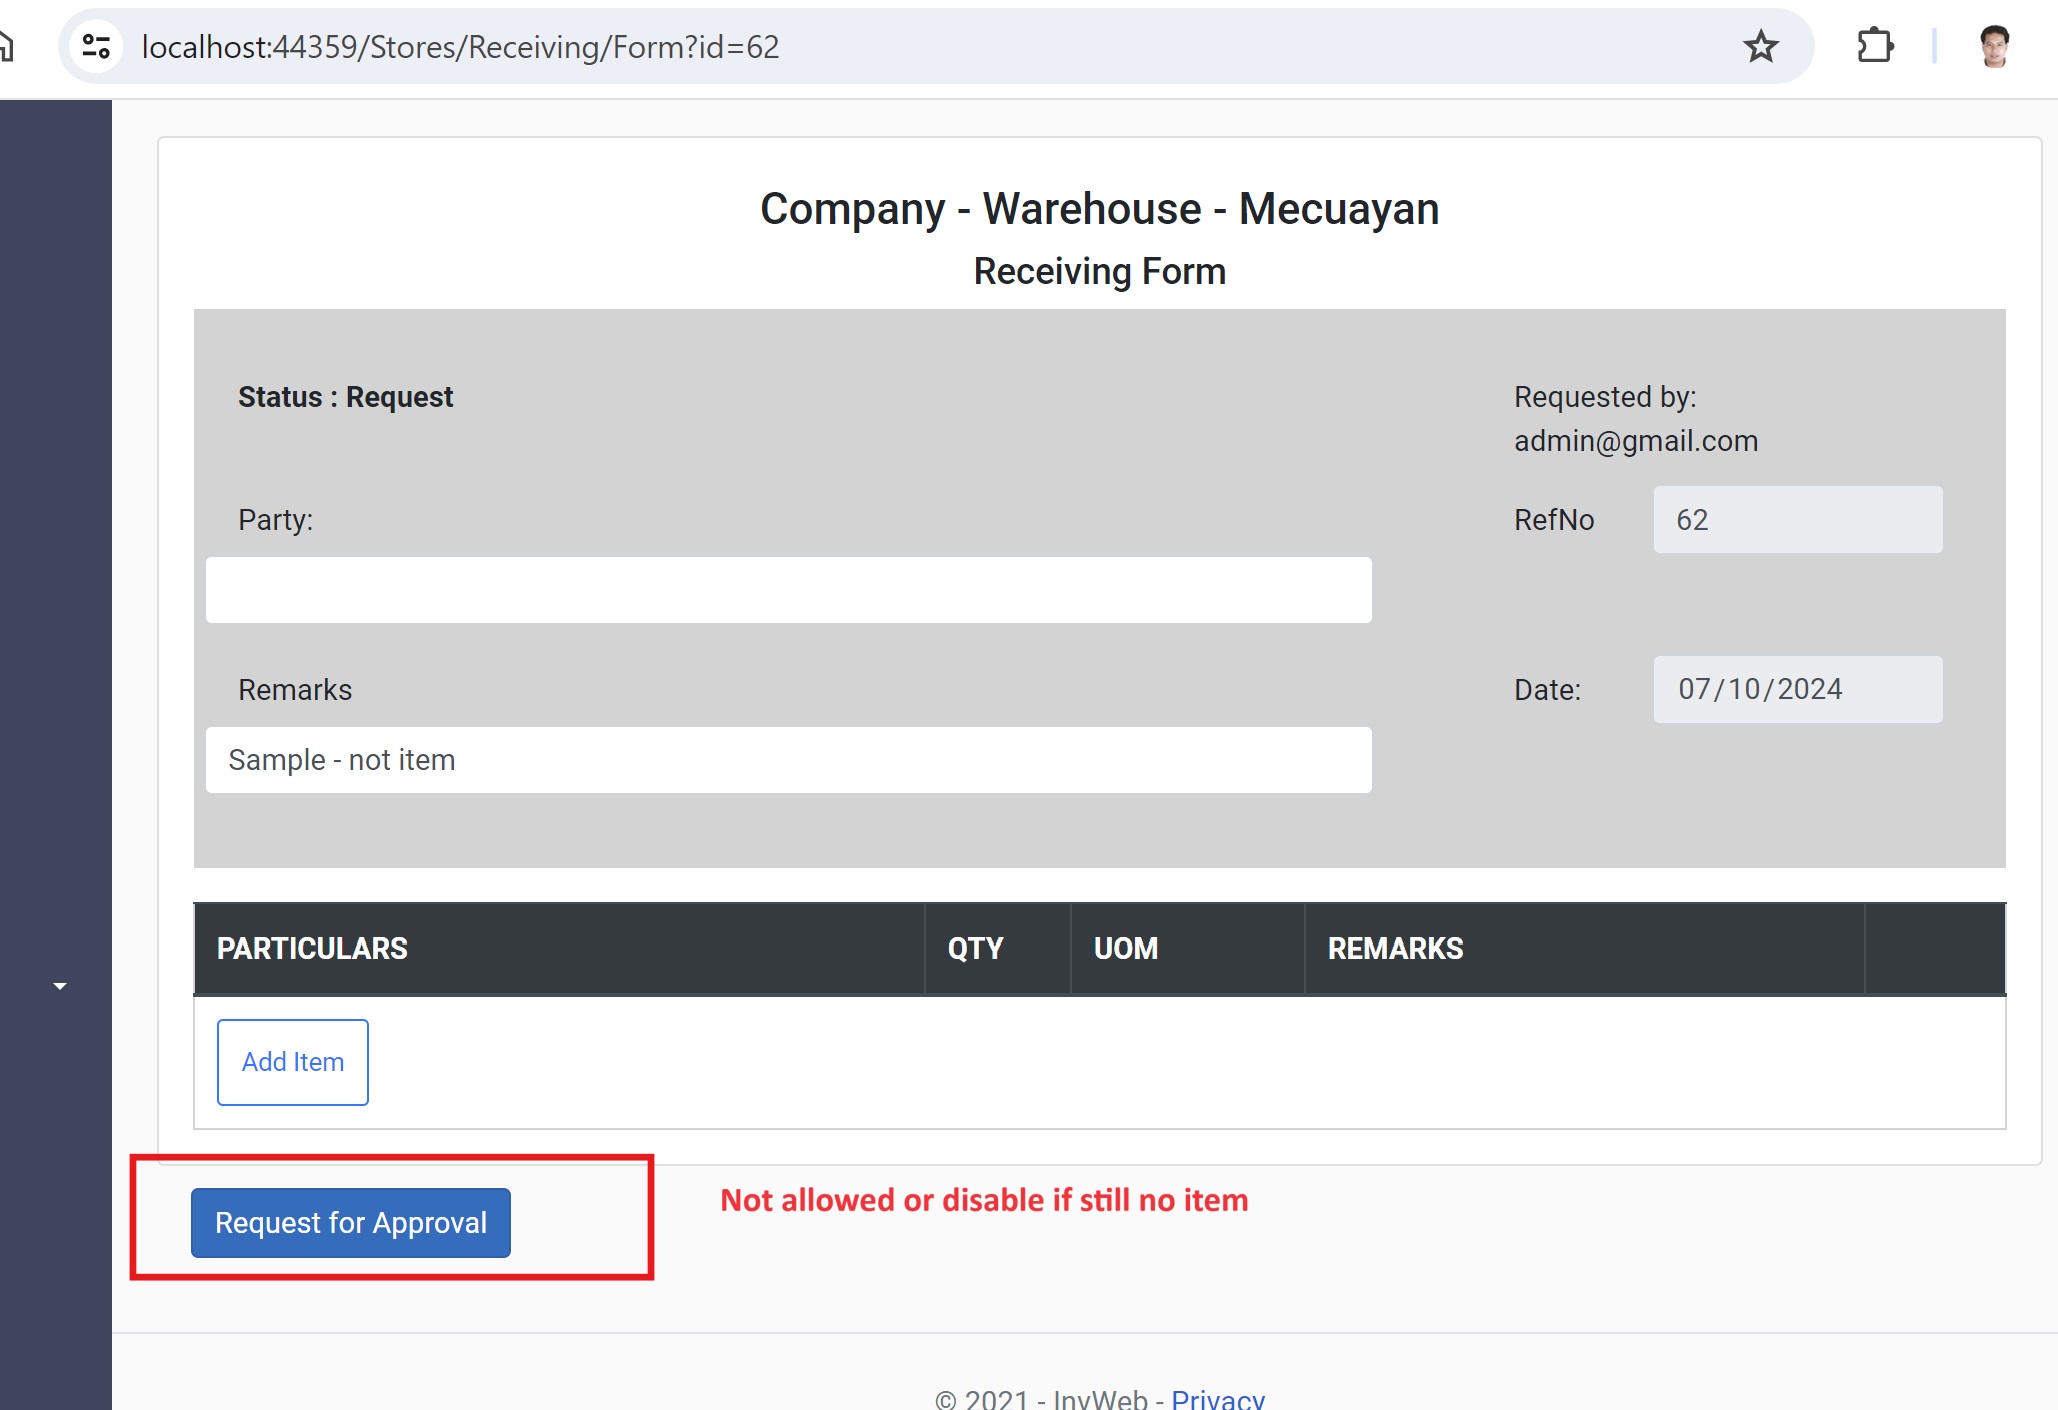 localhost:44359/Stores/Receiving/Form?id=62
Company - Warehouse - Mecuayan
Receiving Form
Status : Request
Requested by:
admin@gmail.com
Party:
RefNo
62
Remarks
Date:
07/10/2024
Sample - not item
PARTICULARS
QTY
UOM
REMARKS
Add Item
Request for Approval
Not allowed or disable if still no item
© 2021 - InvWeb - Privacy